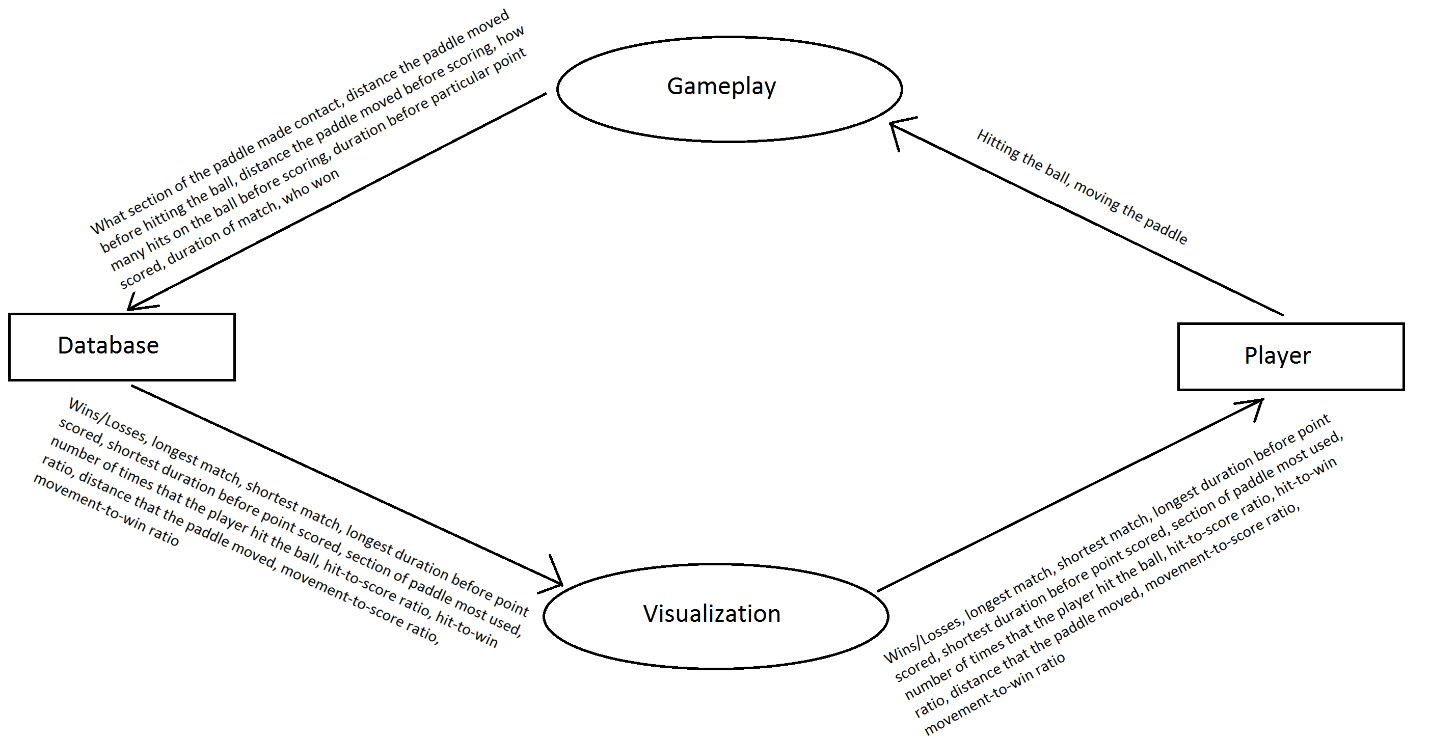 Gameplay
What section of the paddle made contact, distance the paddle moved
before hitting the ball, distance the paddle moved before scoring, how
many hits on the ball before scoring, duration before particular point
scored, duration of match, who won
Hitting the ball, moving the paddle
Database
Player
Wins/Losses, longest match, shortest match, longest duration before point
scored, shortest duration before point scored, section of paddle most used,
number of times that the player hit the ball, hit-to-score ratio, hit-to-win
ratio, distance that the paddle moved, movement-to-score ratio,
movement-to-win ratio
Visualization
Wins/Losses, longest match, shortest match, longest duration before point
scored, shortest duration before point scored, section of paddle most used,
number of times that the player hit the ball, hit-to-score ratio, hit-to-win
ratio, distance that the paddle moved, movement-to-score ratio,
movement-to-win ratio